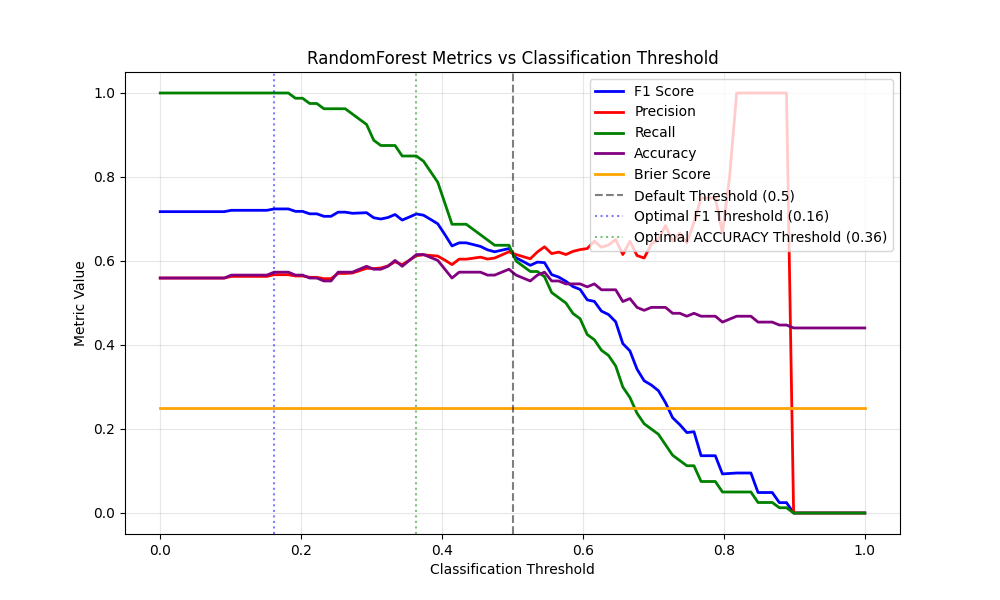 RandomForest Metrics vs Classification Threshold
F1 Score
Precision
Recall
Accuracy
Brier Score
Default Threshold (0.5)
Optimal F1 Threshold (0.16)
Optimal ACCURACY Threshold (0.36)
Metric Value
1.0
0.8
0.6
0.4
0.2
0.0
0.0 0.2 0.4 0.6 0.8 1.0
Classification Threshold